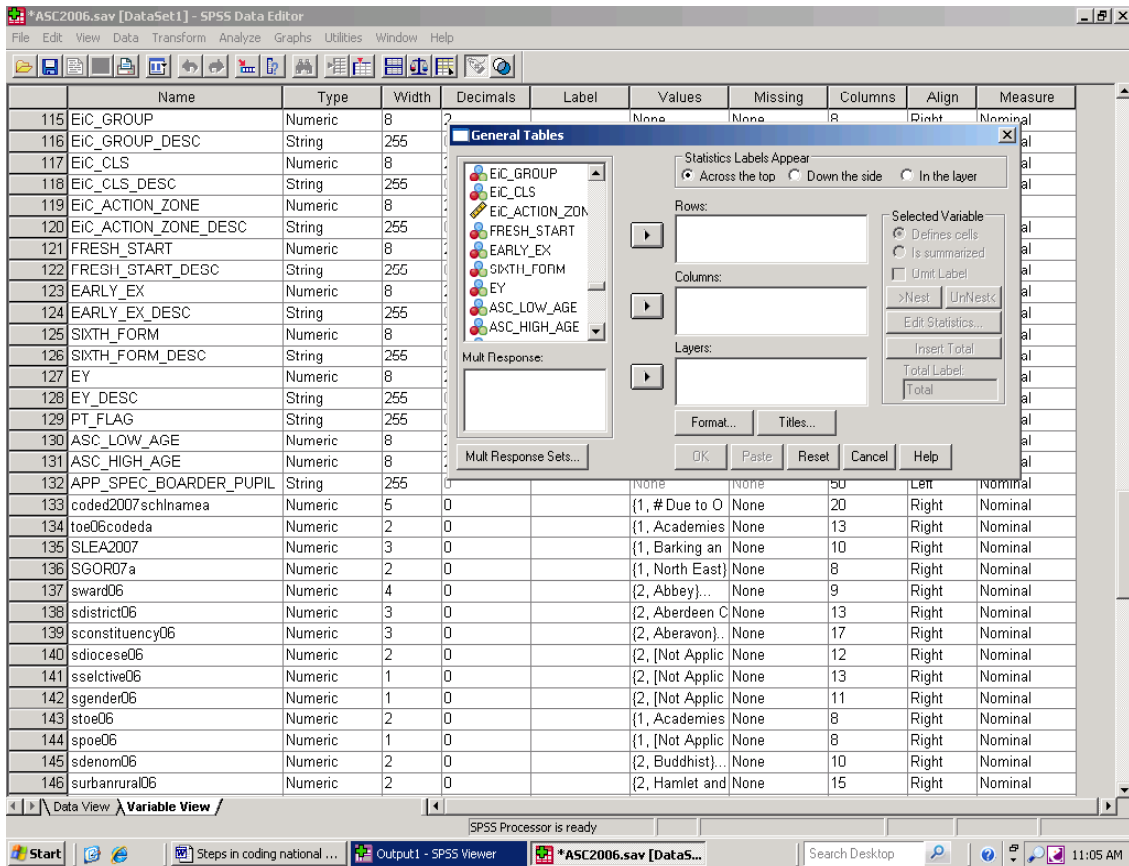 *ASC2006.sav [DataSet1] - SPSS Data Editor
File Edit View Data Transform Analyze Graphs Utilities Window Help
Name Type Width Decimals Label Values Missing Columns Align Measure
115 EiC_GROUP Numeric 8 2 None None 8 Right Nominal
116 EiC_GROUP_DESC String 255
117 EiC_CLS Numeric 8
118 EiC_CLS_DESC String 255
119 EiC_ACTION_ZONE Numeric 8
120 EiC_ACTION_ZONE_DESC String 255
121 FRESH_START Numeric 8
122 FRESH_START_DESC String 255
123 EARLY_EX Numeric 8
124 EARLY_EX_DESC String 255
125 SIXTH_FORM Numeric 8
126 SIXTH_FORM_DESC String 255
127 EY Numeric 8
128 EY_DESC String 255
129 PT_FLAG String 255
130 ASC_LOW_AGE Numeric 8
131 ASC_HIGH_AGE Numeric 8
132 APP_SPEC_BOARDER_PUPIL String 255 0 None None 50 Left Nominal
133 coded2007schlnamea Numeric 5 0 {1, # Due to O None 20 Right Nominal
134 toe06codeda Numeric 2 0 {1, Academies None 13 Right Nominal
135 SLEA2007 Numeric 3 0 {1, Barking an None 10 Right Nominal
136 SGOR07a Numeric 2 0 {1, North East} None 8 Right Nominal
137 sward06 Numeric 4 0 {2, Abbey}... None 9 Right Nominal
138 sdistrict06 Numeric 3 0 {2, Aberdeen C None 13 Right Nominal
139 sconstituency06 Numeric 3 0 {2, Aberavon}.. None 17 Right Nominal
140 sdiocese06 Numeric 2 0 {2, [Not Applic None 12 Right Nominal
141 sselctive06 Numeric 1 0 {2, [Not Applic None 13 Right Nominal
142 sgender06 Numeric 1 0 {2, [Not Applic None 11 Right Nominal
143 stoe06 Numeric 2 0 {1, Academies None 8 Right Nominal
144 spoe06 Numeric 1 0 {1, [Not Applic None 8 Right Nominal
145 sdenom06 Numeric 2 0 {2, Buddhist}... None 10 Right Nominal
146 surbanrural06 Numeric 2 0 {2, Hamlet and None 15 Right Nominal
General Tables
EiC_GROUP
EiC_CLS
EiC_ACTION_ZON
FRESH_START
EARLY_EX
SIXTH_FORM
EY
ASC_LOW_AGE
ASC_HIGH_AGE
Mult Response:
Mult Response Sets...
Statistics Labels Appear
Across the top Down the side In the layer
Rows:
Columns:
Layers:
Selected Variable
Defines cells
Is summarized
Omit Label
>Nest UnNest<
Edit Statistics...
Insert Total
Total Label:
Total
Format... Titles...
OK Paste Reset Cancel Help
Data View Variable View
SPSS Processor is ready
Start Steps in coding national ... Output1 - SPSS Viewer *ASC2006.sav [DataS... Search Desktop 11:05 AM